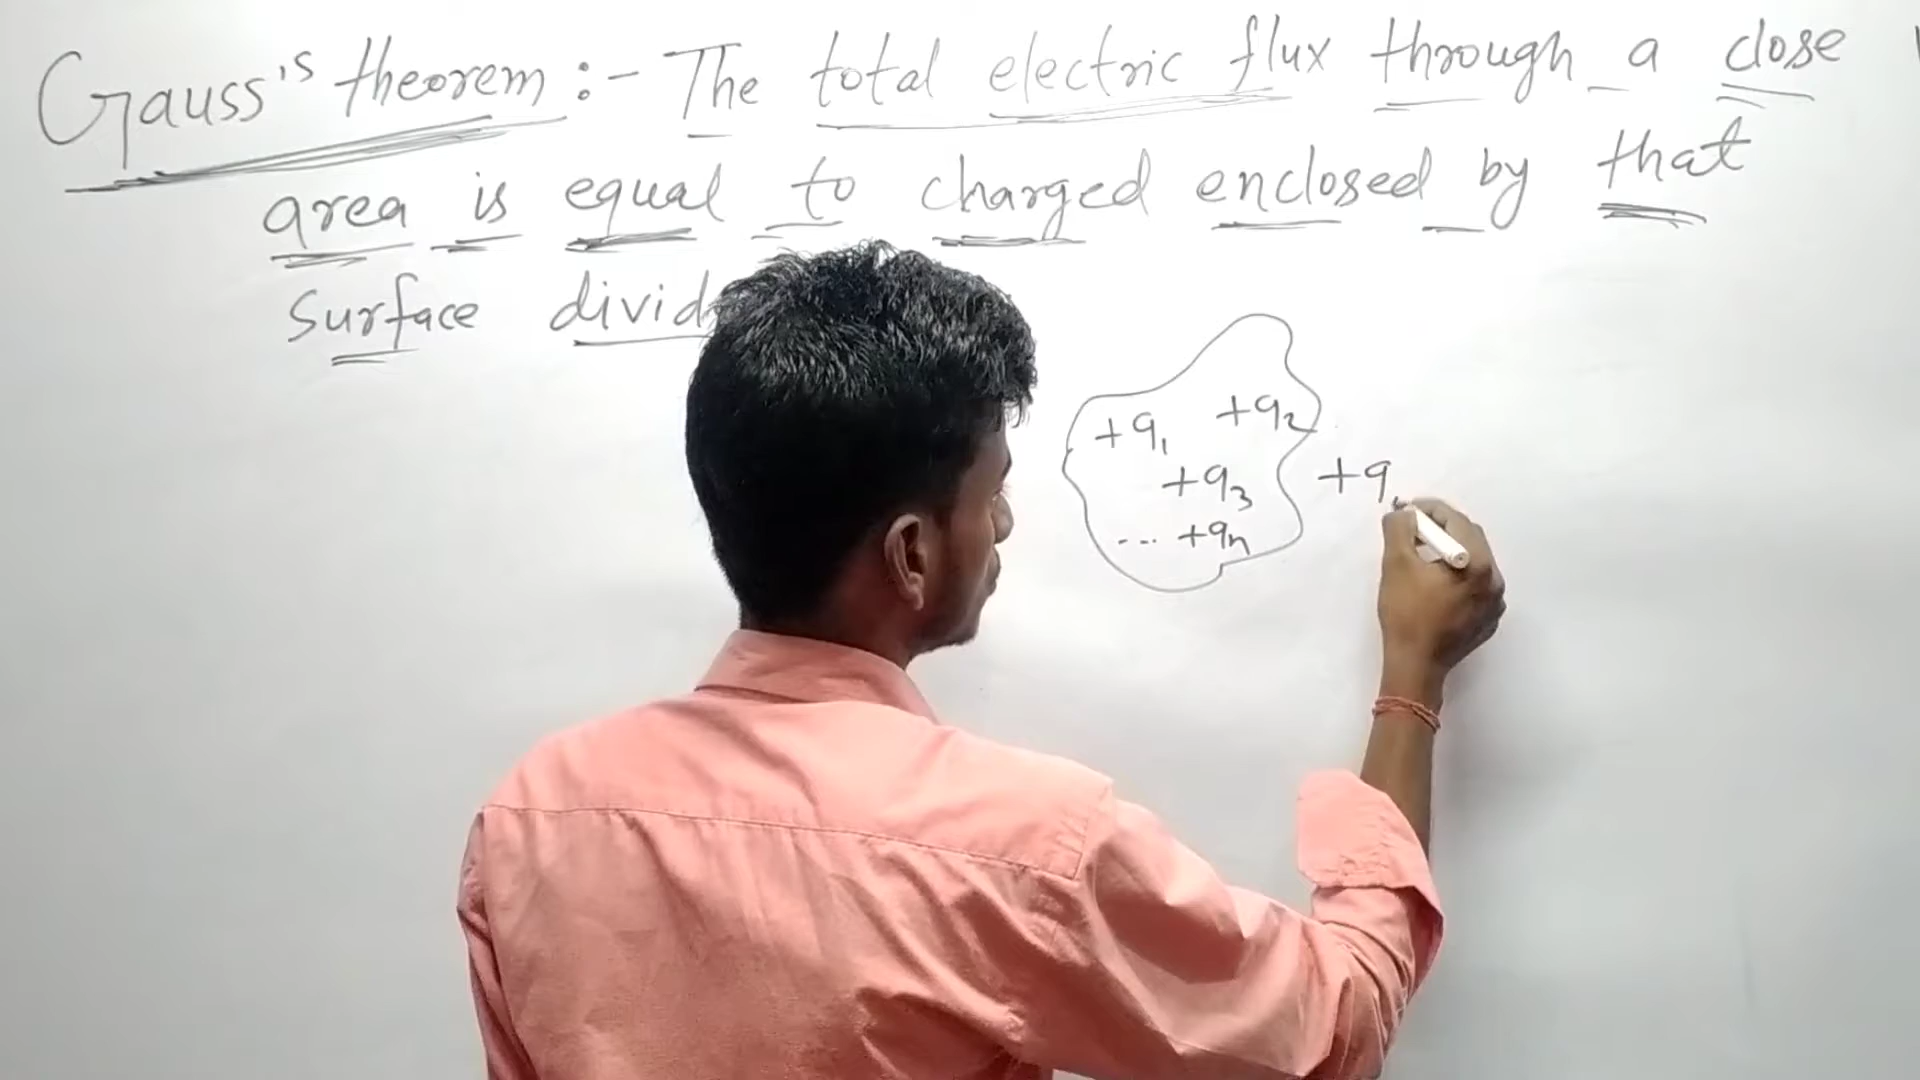 Gauss's theorem :- The total electric flux through a close
area is equal to charged enclosed by that
surface
+q₁ +q₂
+q₃ +q
... +qₙ